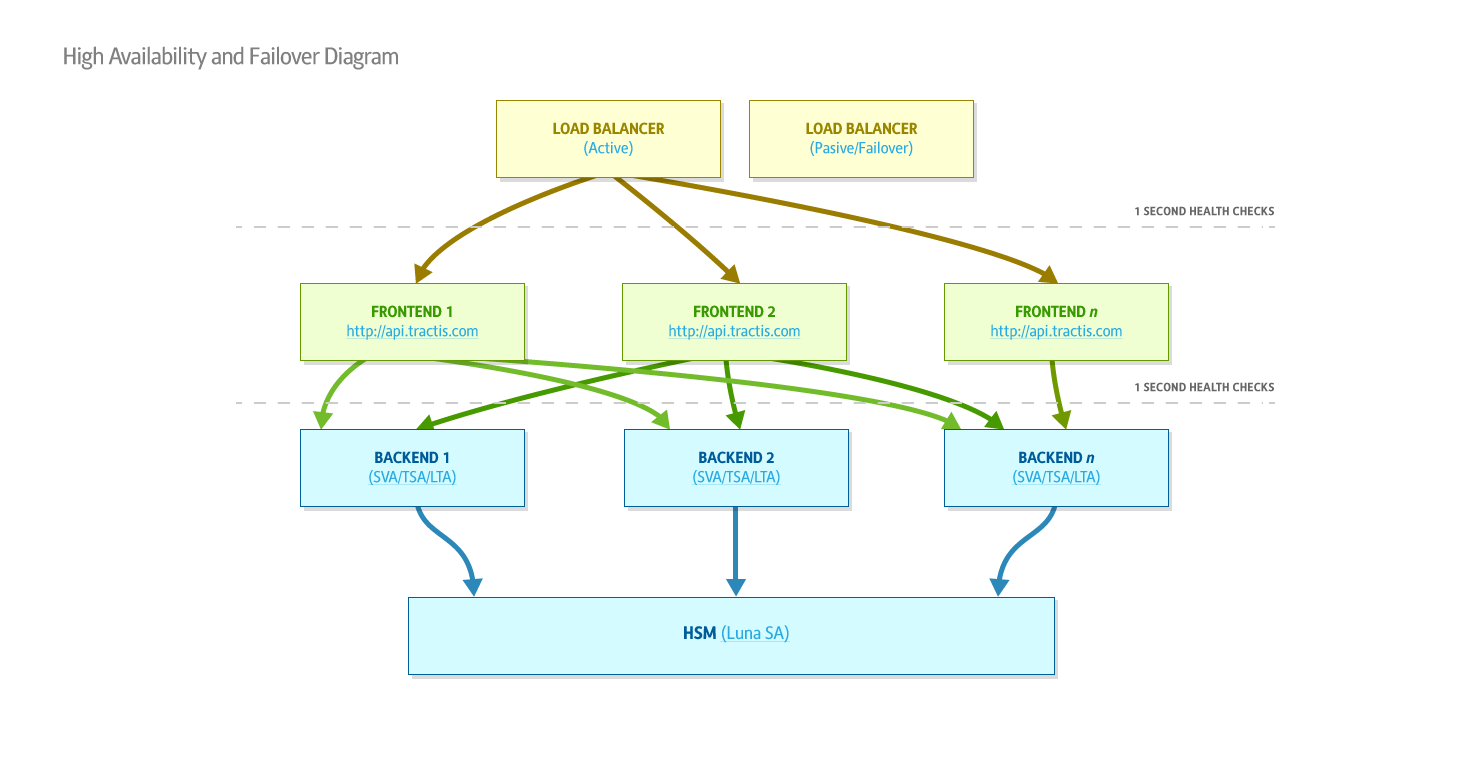 High Availability and Failover Diagram
LOAD BALANCER
(Active)
LOAD BALANCER
(Pasive/Failover)
1 SECOND HEALTH CHECKS
FRONTEND 1
http://api.tractis.com
FRONTEND 2
http://api.tractis.com
FRONTEND n
http://api.tractis.com
1 SECOND HEALTH CHECKS
BACKEND 1
(SVA/TSA/LTA)
BACKEND 2
(SVA/TSA/LTA)
BACKEND n
(SVA/TSA/LTA)
HSM (Luna SA)